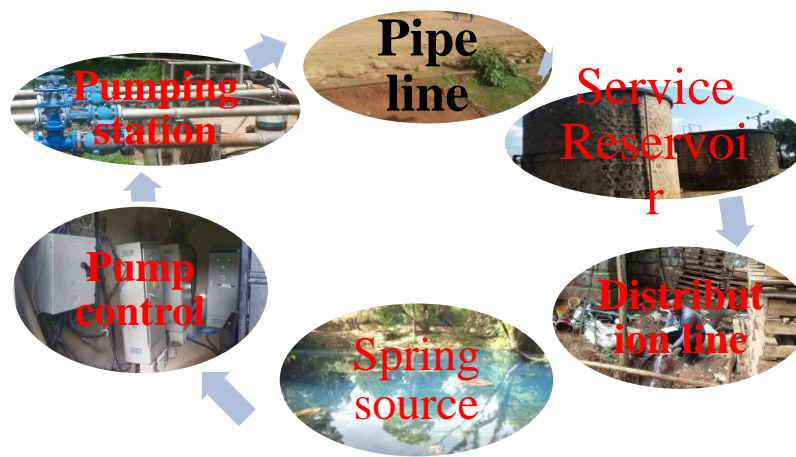 Pipe
line
Service
Reservoi
r
Distribut
ion line
Spring
source
Pump
control
Pumping
station